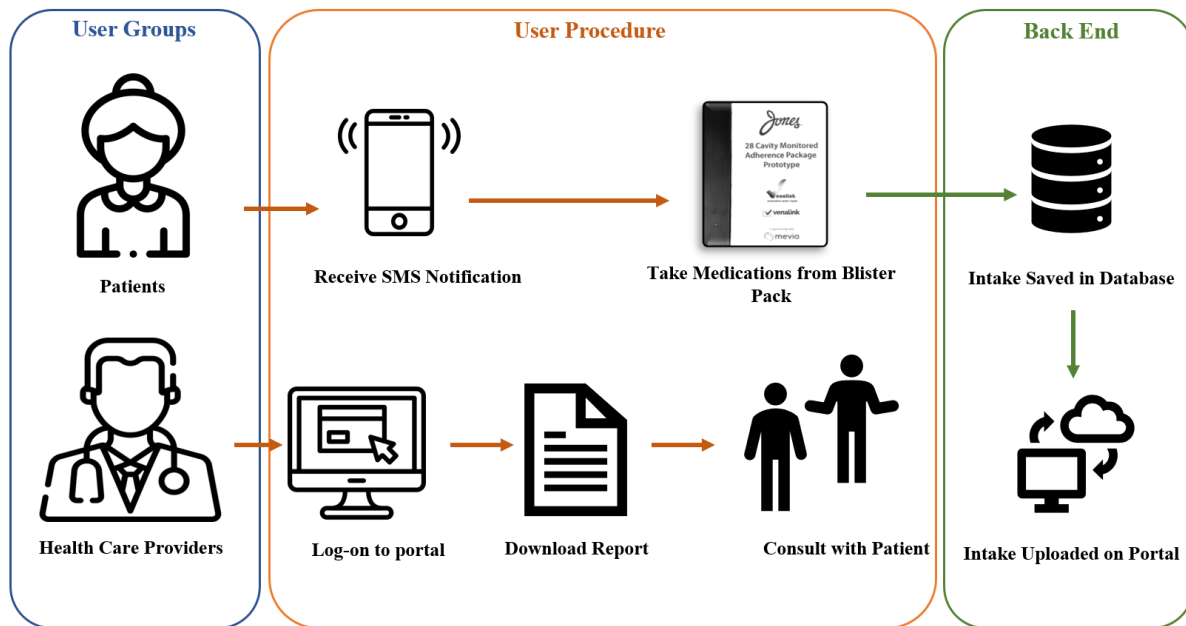 User Groups
User Procedure
Back End
Jones
28 Cavity Monitored
Adherence Package
Prototype
venalink
mevia
Patients
Receive SMS Notification
Take Medications from Blister
Pack
Intake Saved in Database
Health Care Providers
Log-on to portal
Download Report
Consult with Patient
Intake Uploaded on Portal